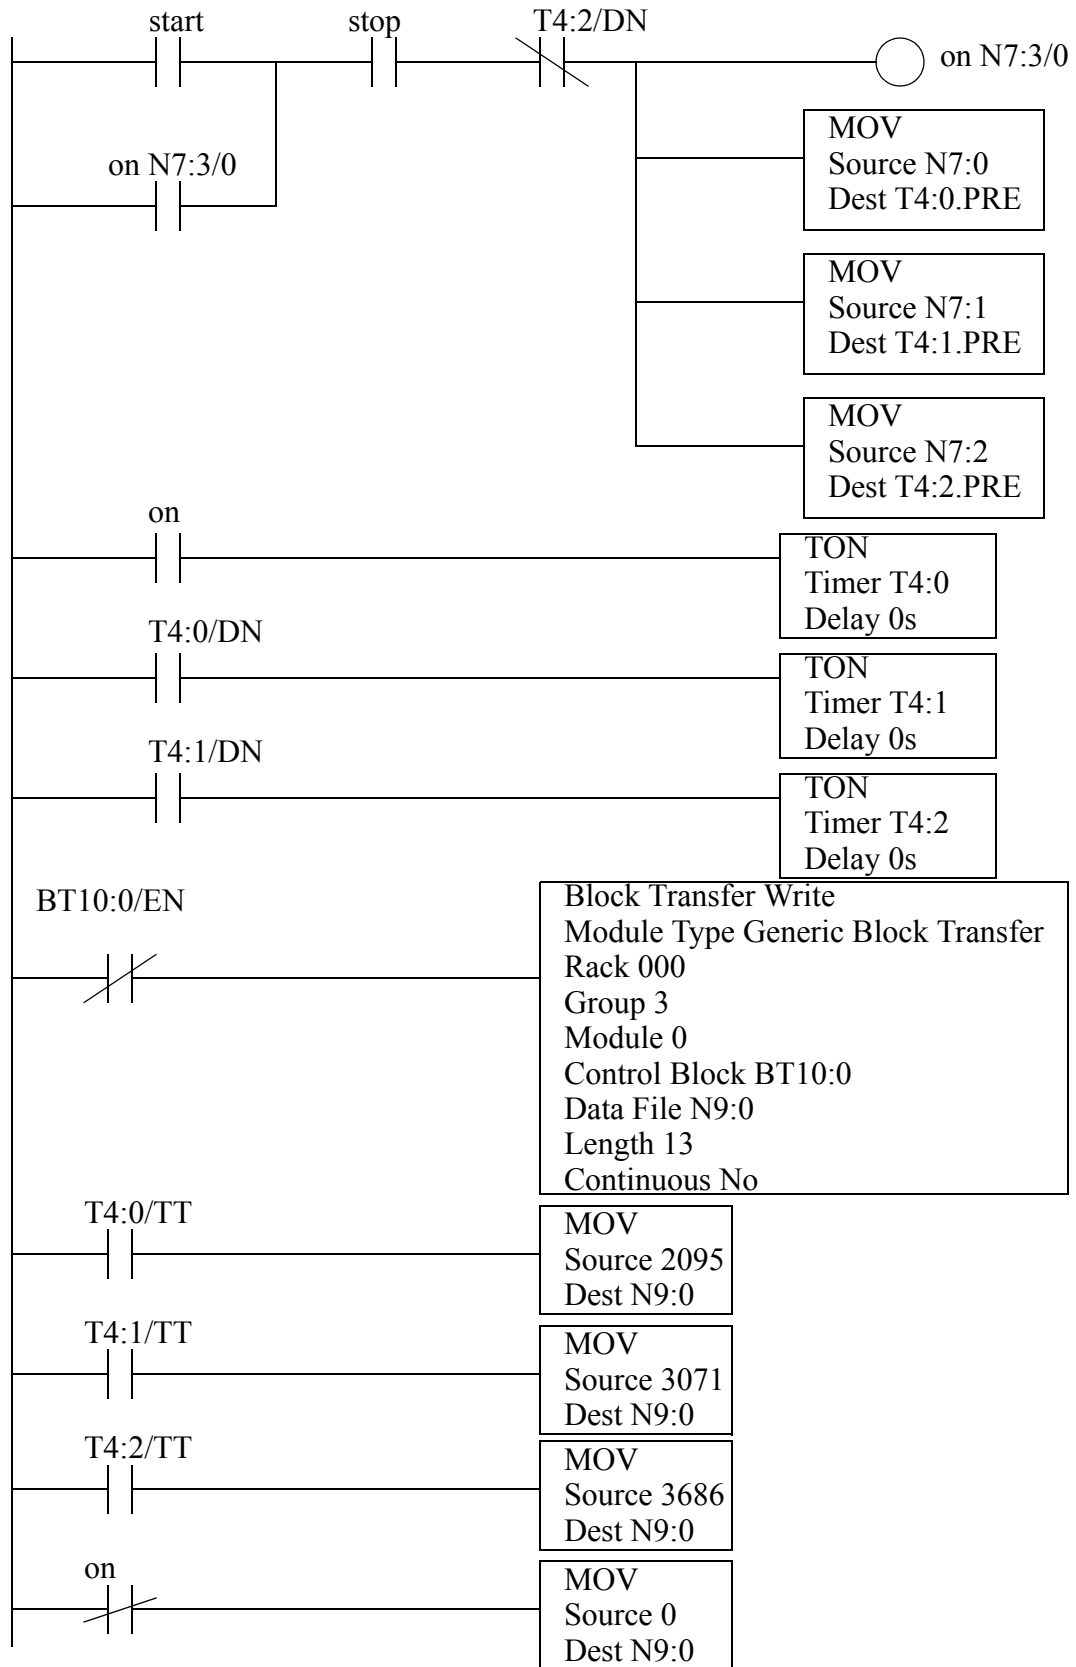 start
stop
T4:2/DN
on N7:3/0
MOV
Source N7:0
Dest T4:0.PRE
on N7:3/0
MOV
Source N7:1
Dest T4:1.PRE
MOV
Source N7:2
Dest T4:2.PRE
on
TON
Timer T4:0
Delay 0s
T4:0/DN
TON
Timer T4:1
Delay 0s
T4:1/DN
TON
Timer T4:2
Delay 0s
BT10:0/EN
Block Transfer Write
Module Type Generic Block Transfer
Rack 000
Group 3
Module 0
Control Block BT10:0
Data File N9:0
Length 13
Continuous No
T4:0/TT
MOV
Source 2095
Dest N9:0
T4:1/TT
MOV
Source 3071
Dest N9:0
T4:2/TT
MOV
Source 3686
Dest N9:0
on
MOV
Source 0
Dest N9:0